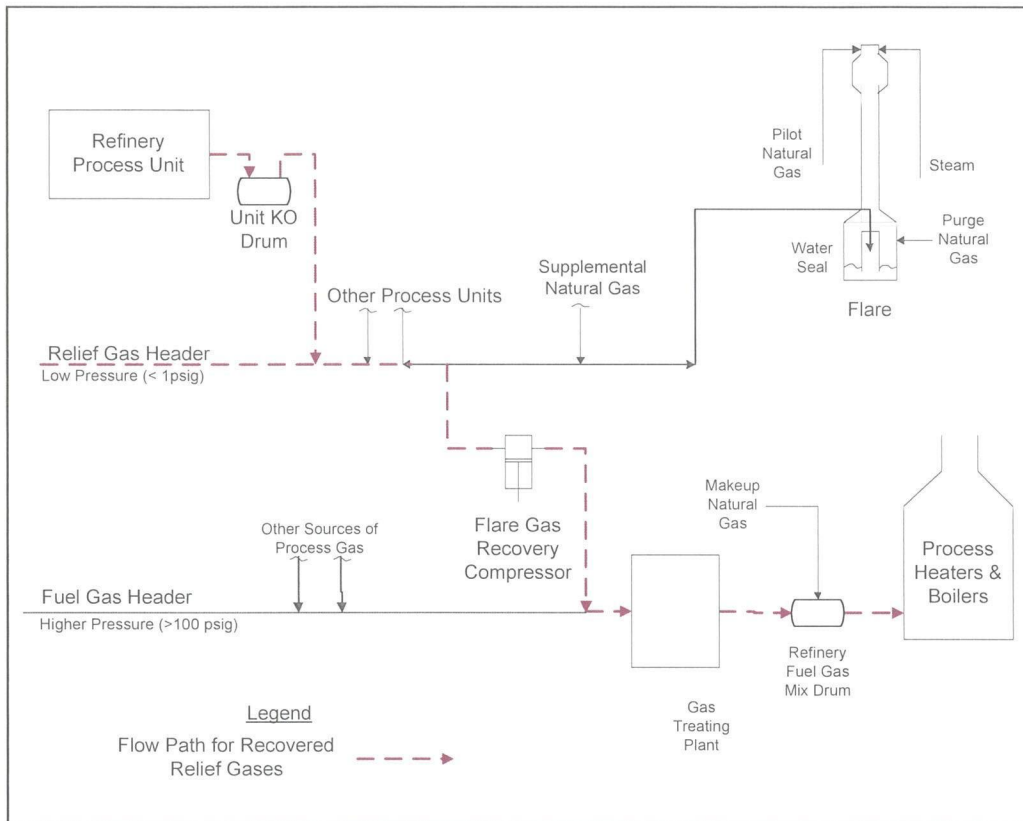 Refinery
Process Unit
Unit KO
Drum
Pilot
Natural
Gas
Steam
Water
Seal
Purge
Natural
Gas
Flare
Other Process Units
Supplemental
Natural Gas
Relief Gas Header
Low Pressure (< 1psig)
Flare Gas
Recovery
Compressor
Other Sources of
Process Gas
Makeup
Natural
Gas
Process
Heaters &
Boilers
Fuel Gas Header
Higher Pressure (>100 psig)
Refinery
Fuel Gas
Mix Drum
Gas
Treating
Plant
Legend
Flow Path for Recovered
Relief Gases